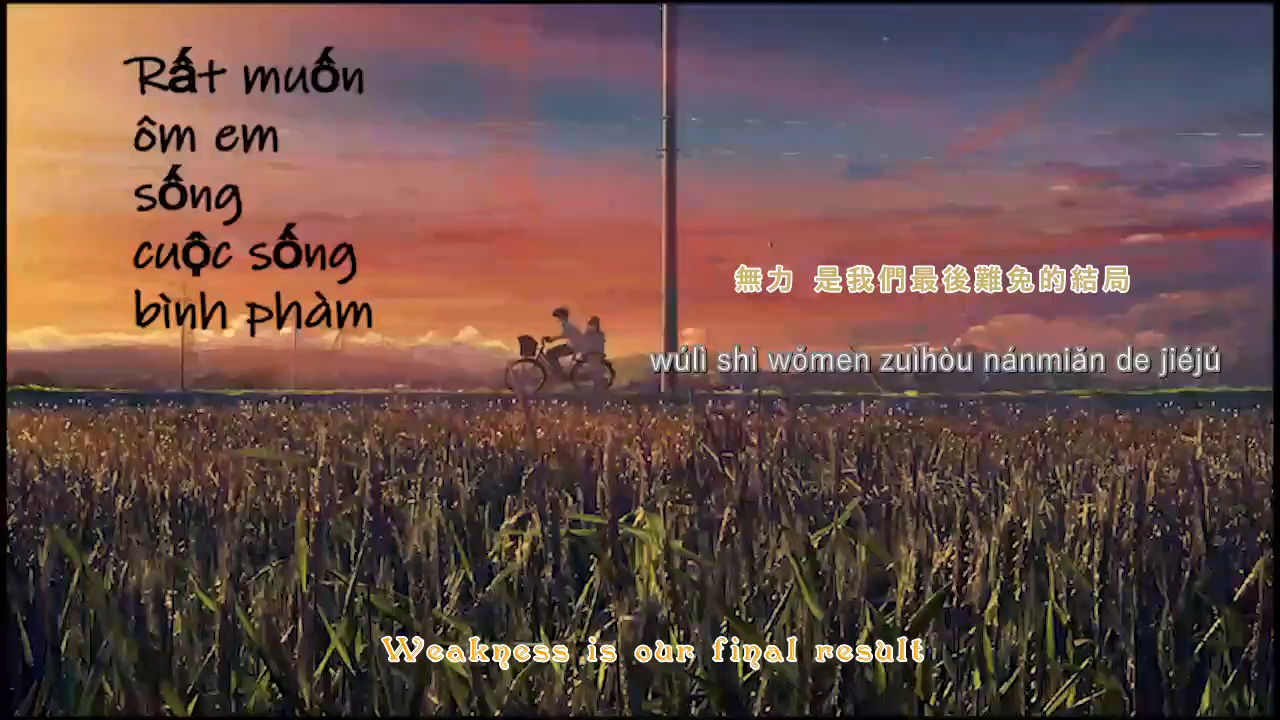 Rất muốn
ôm em
sống
cuộc sống
bình phàm
無力 是我們最後難免的結局
wúlì shì wǒmen zuìhòu nánmiǎn de jiéjú
Weakness is our final result